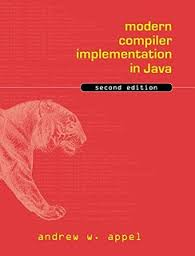 modern
compiler
implementation
in Java
second edition
andrew w. appel